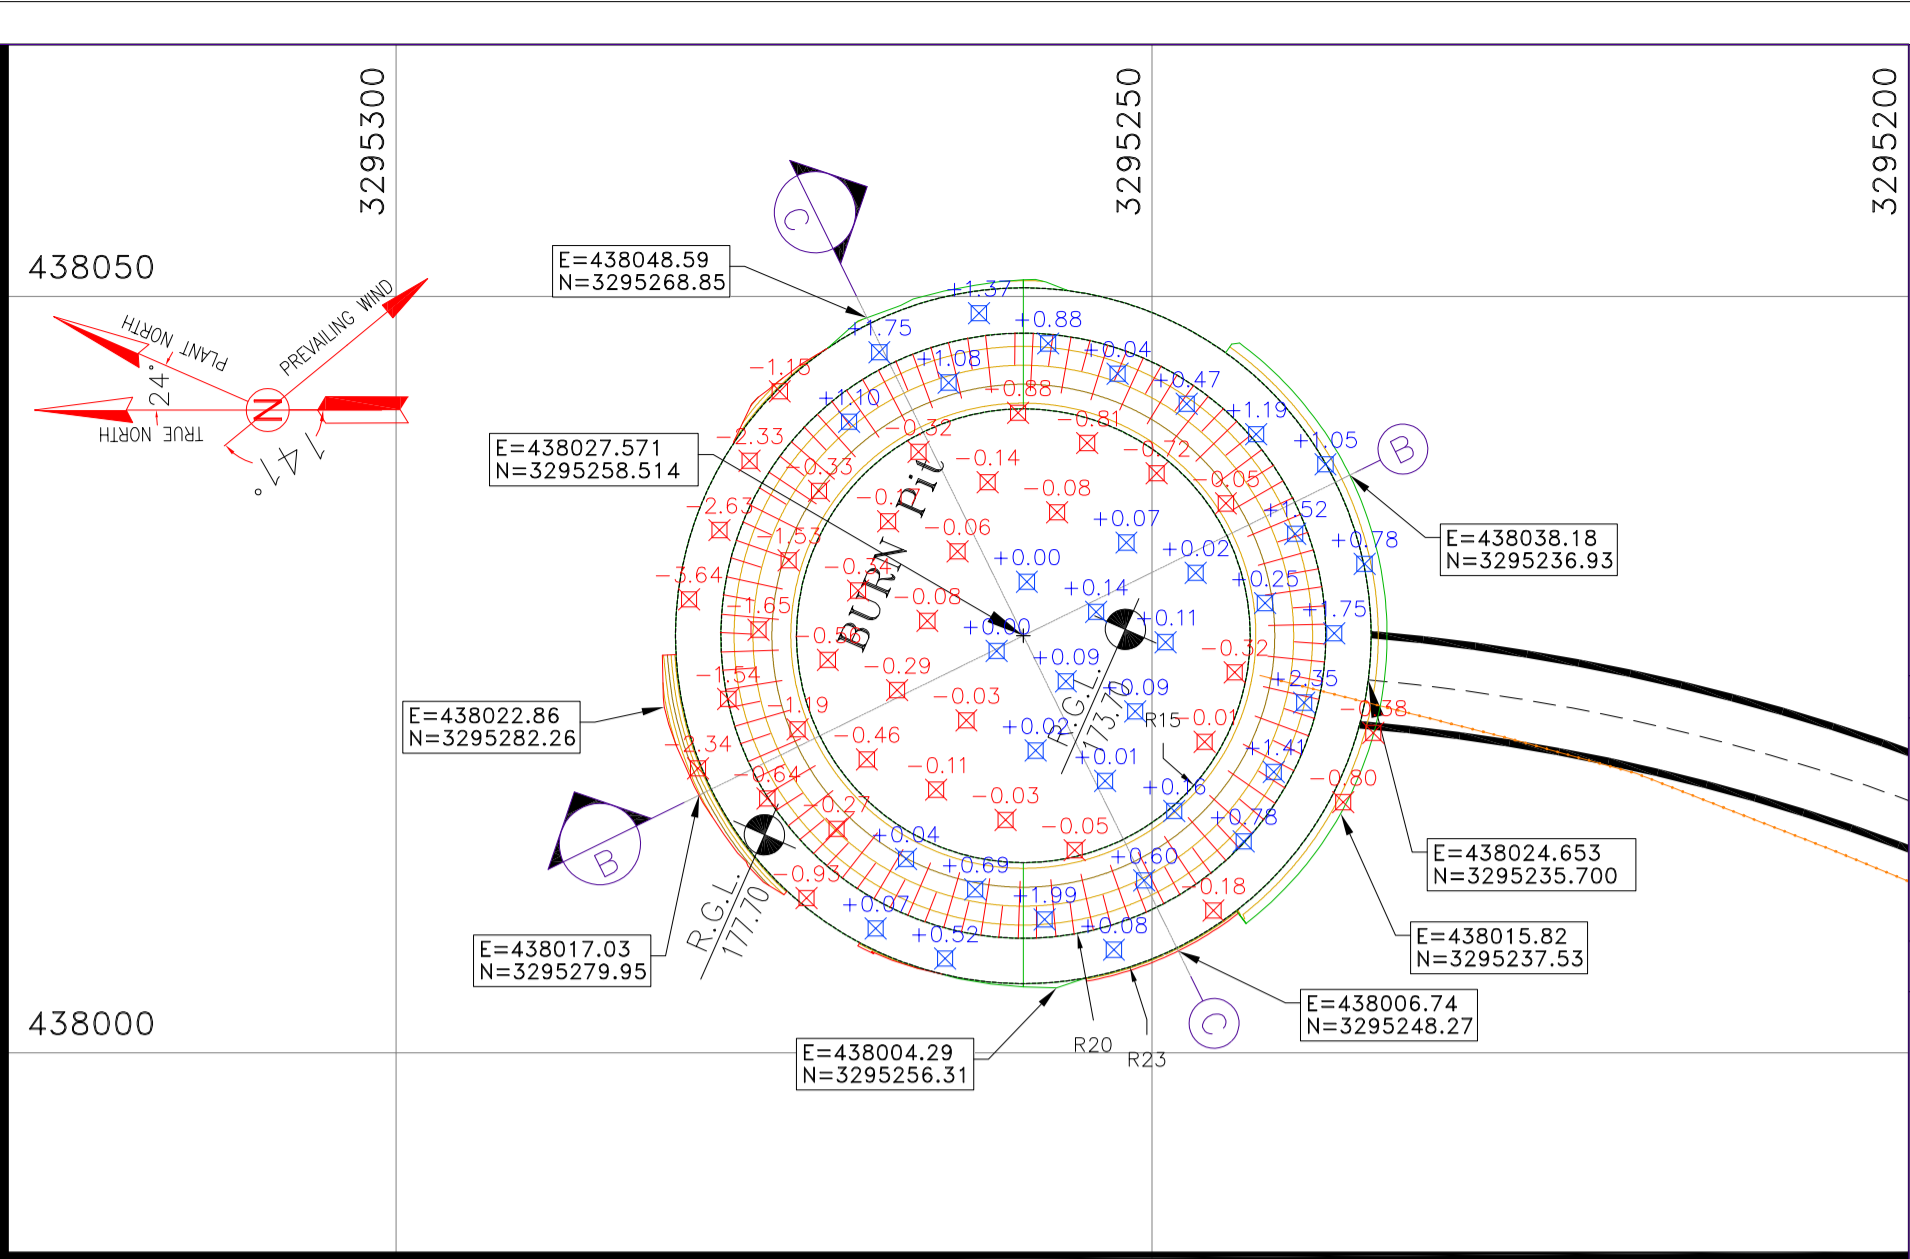 3295300
3295250
3295200
438050
438000
PLANT NORTH
24°
TRUE NORTH
N
PREVAILING WIND
141°
C
E=438048.59
N=3295268.85
E=438027.571
N=3295258.514
E=438022.86
N=3295282.26
E=438017.03
N=3295279.95
E=438004.29
N=3295256.31
E=438006.74
N=3295248.27
E=438015.82
N=3295237.53
E=438024.653
N=3295235.700
E=438038.18
N=3295236.93
B
B
C
BURN Pit
R.G.L.
173.70
R.G.L.
177.70
R15
R20
R23
+1.37
+1.75
+0.88
+1.08
+0.04
-1.15
+1.10
-0.88
+0.47
-2.33
-0.32
-0.81
+1.19
-0.33
-0.14
-0.72
+1.05
-2.63
-0.17
-0.08
-0.05
-1.53
-0.06
+0.07
+1.52
-3.64
-0.34
+0.00
+0.02
+0.78
-1.65
-0.08
+0.14
+0.25
-0.56
+0.00
+0.11
+1.75
-1.54
-0.29
+0.09
-0.32
-1.19
-0.03
+0.09
+2.35
-2.34
-0.46
+0.02
-0.01
-0.38
-0.64
-0.11
+0.01
+1.41
-0.27
-0.03
+0.16
-0.80
-0.93
+0.04
-0.05
+0.78
+0.07
+0.69
+0.60
+0.52
+1.99
-0.18
+0.08